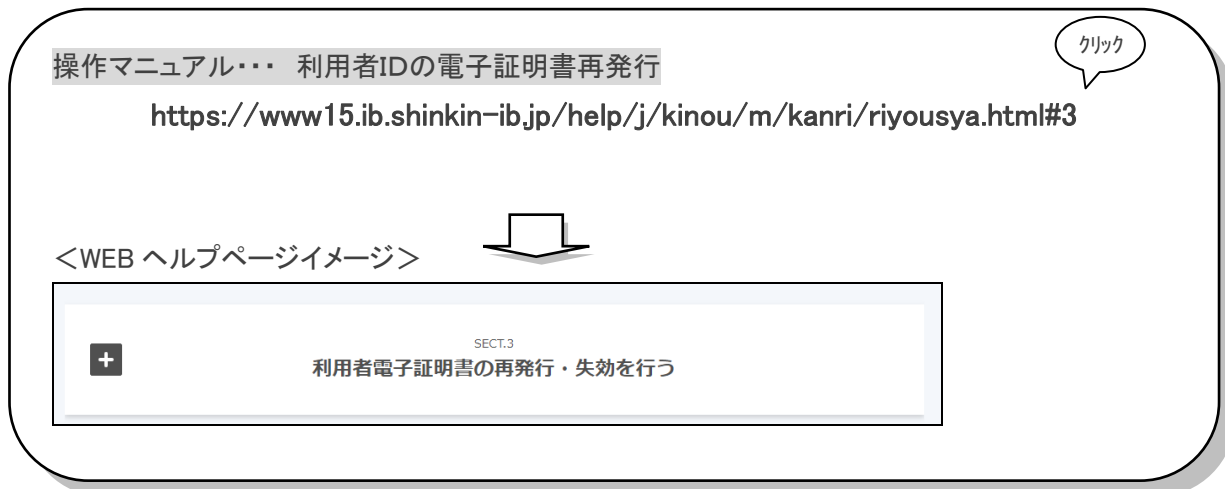 クリック
操作マニュアル・・・ 利用者IDの電子証明書再発行
https://www15.ib.shinkin-ib.jp/help/j/kinou/m/kanri/riyousya.html#3
＜WEB ヘルプページイメージ＞
SECT.3
利用者電子証明書の再発行・失効を行う